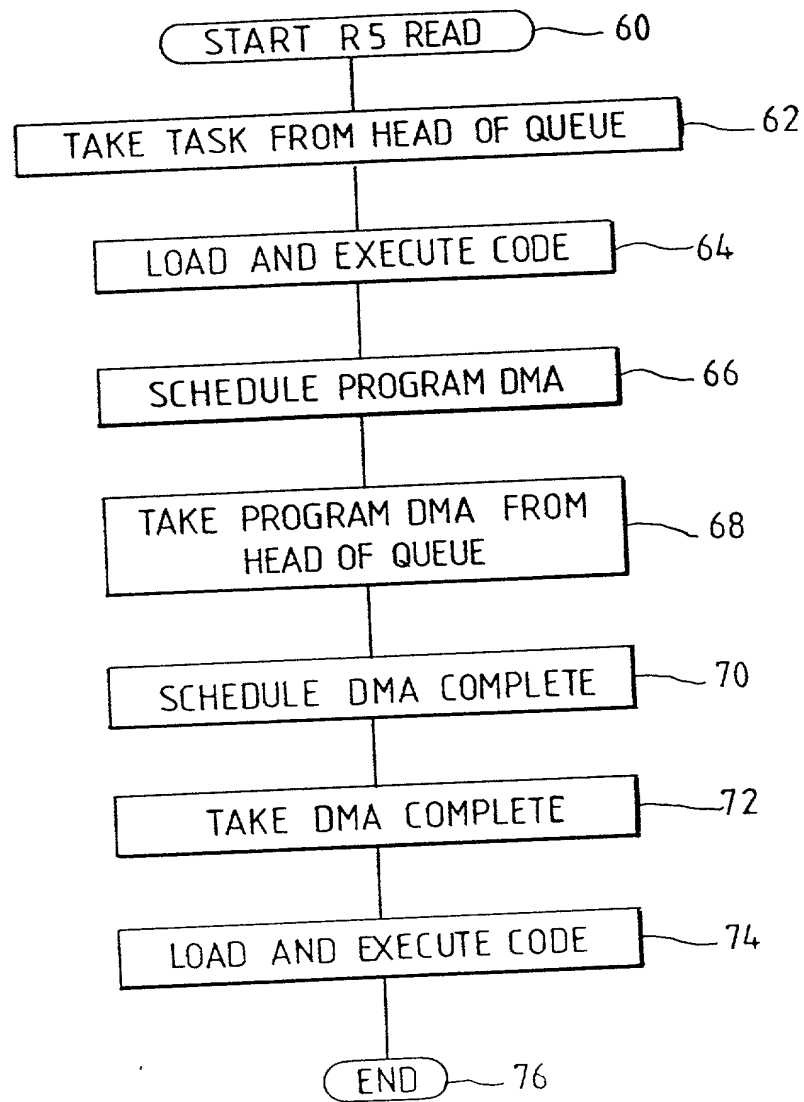 START R5 READ 60
TAKE TASK FROM HEAD OF QUEUE 62
LOAD AND EXECUTE CODE 64
SCHEDULE PROGRAM DMA 66
TAKE PROGRAM DMA FROM
HEAD OF QUEUE 68
SCHEDULE DMA COMPLETE 70
TAKE DMA COMPLETE 72
LOAD AND EXECUTE CODE 74
END 76